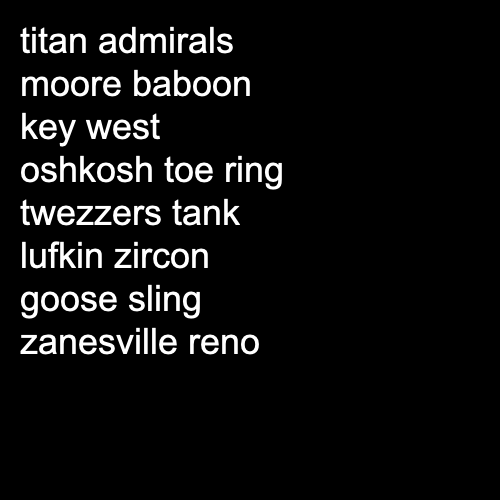 titan admirals
moore baboon
key west
oshkosh toe ring
twezzers tank
lufkin zircon
goose sling
zanesville reno